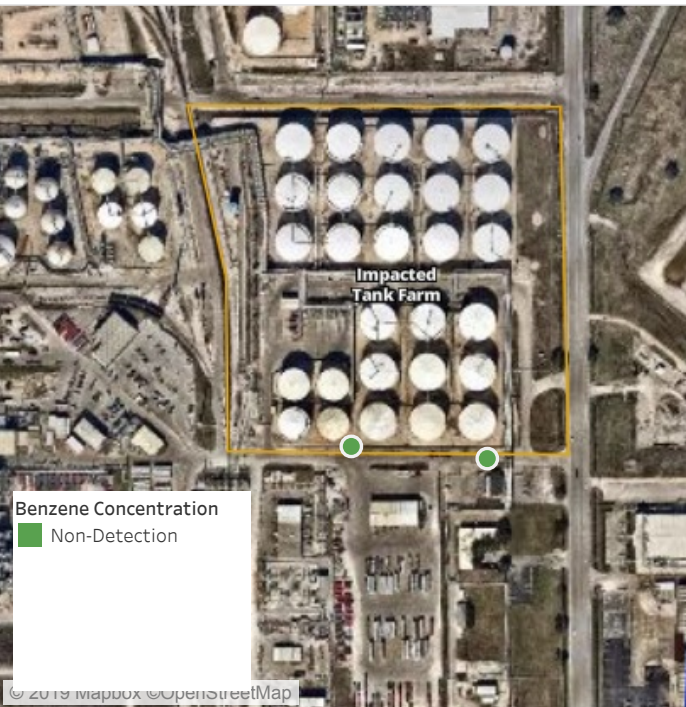 Impacted
Tank Farm
Benzene Concentration
Non-Detection
© 2019 Mapbox ©OpenStreetMap